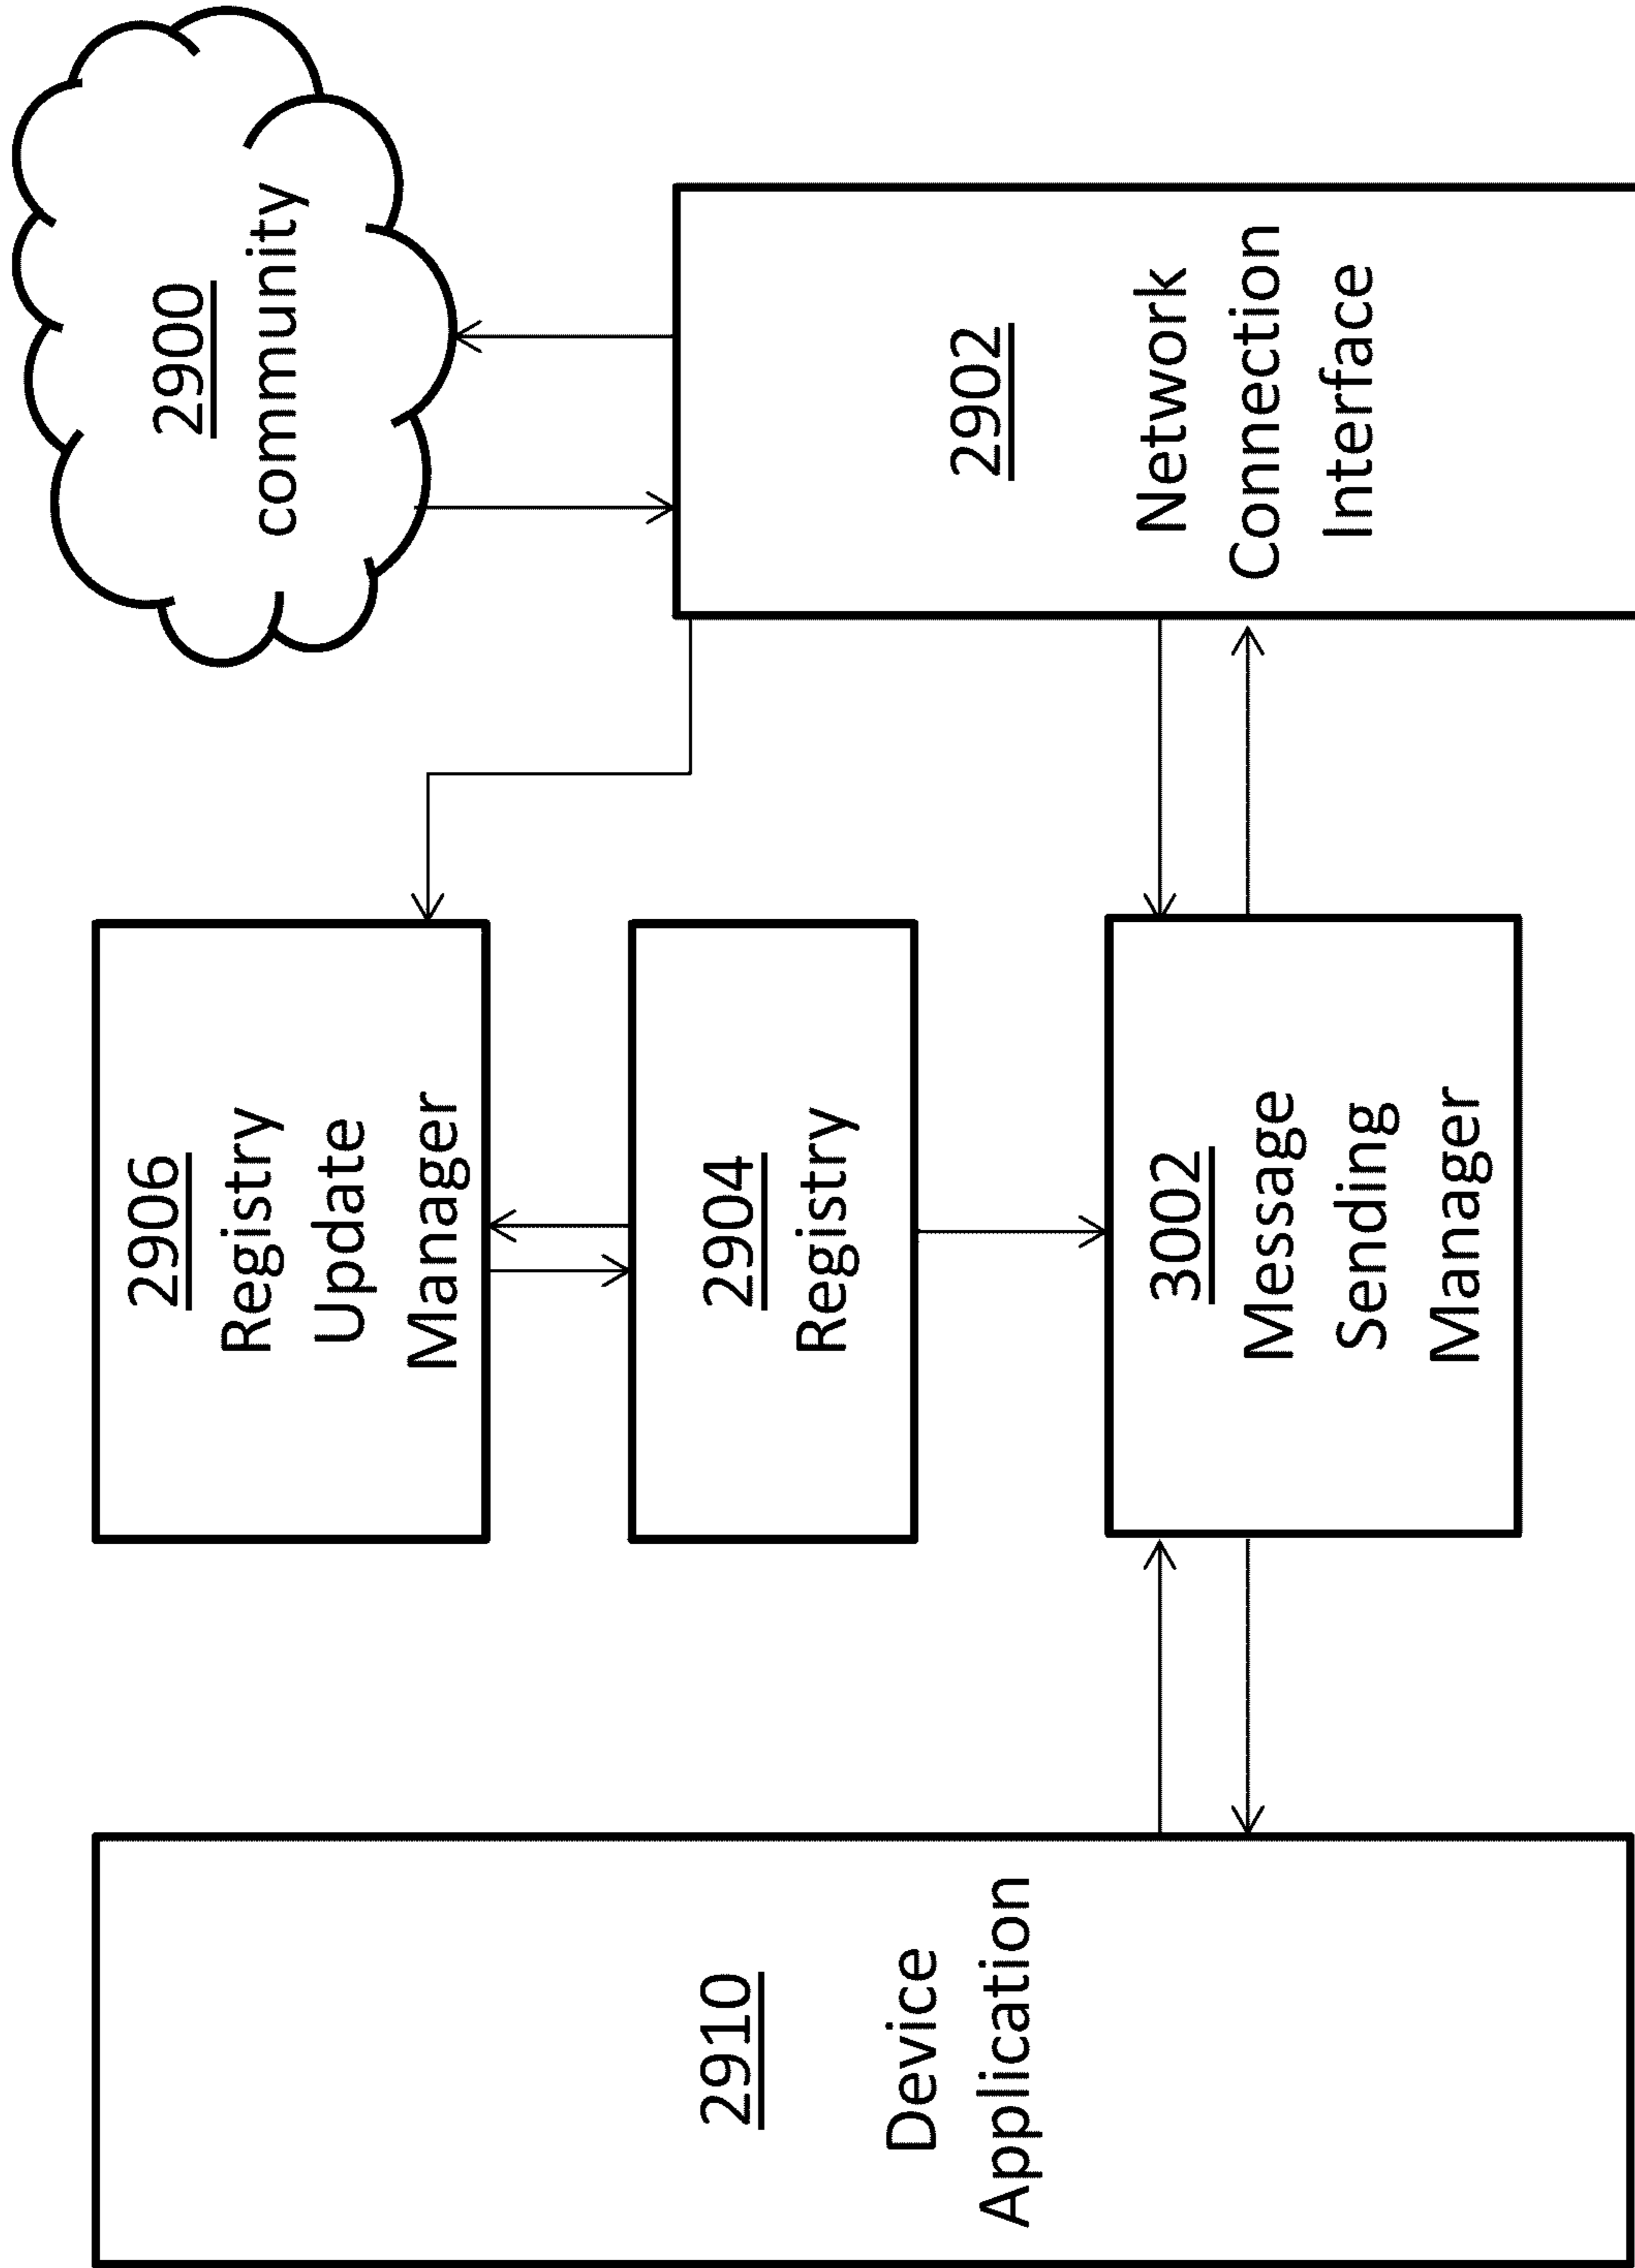 2900
community
2906
Registry
Update
Manager
2904
Registry
2902
Network
Connection
Interface
3002
Message
Sending
Manager
2910
Device
Application